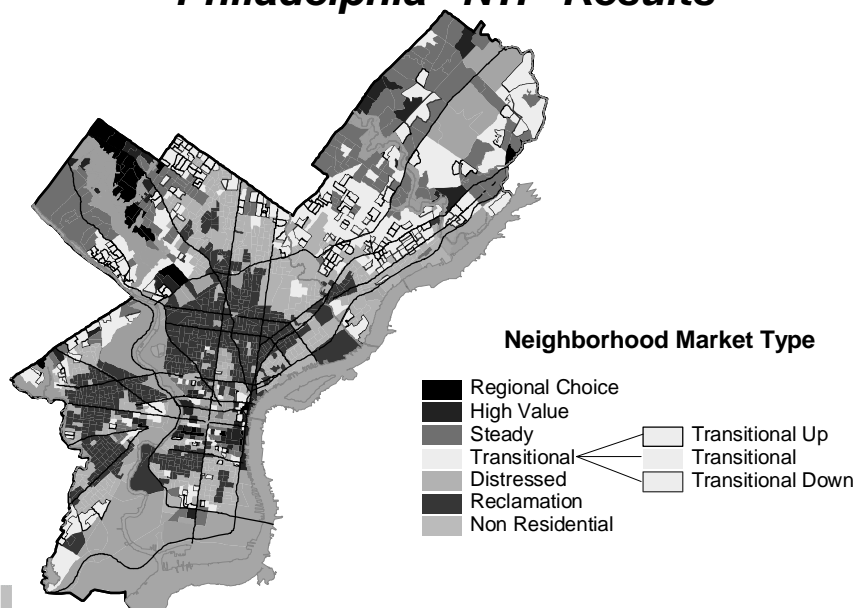 Philadelphia NTI Results
Neighborhood Market Type
Regional Choice
High Value
Steady
Transitional
Distressed
Reclamation
Non Residential
Transitional Up
Transitional
Transitional Down